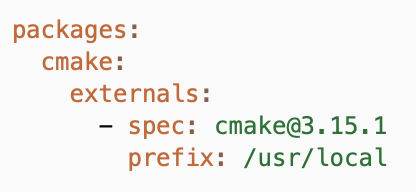 packages:
  cmake:
    externals:
      - spec: cmake@3.15.1
        prefix: /usr/local